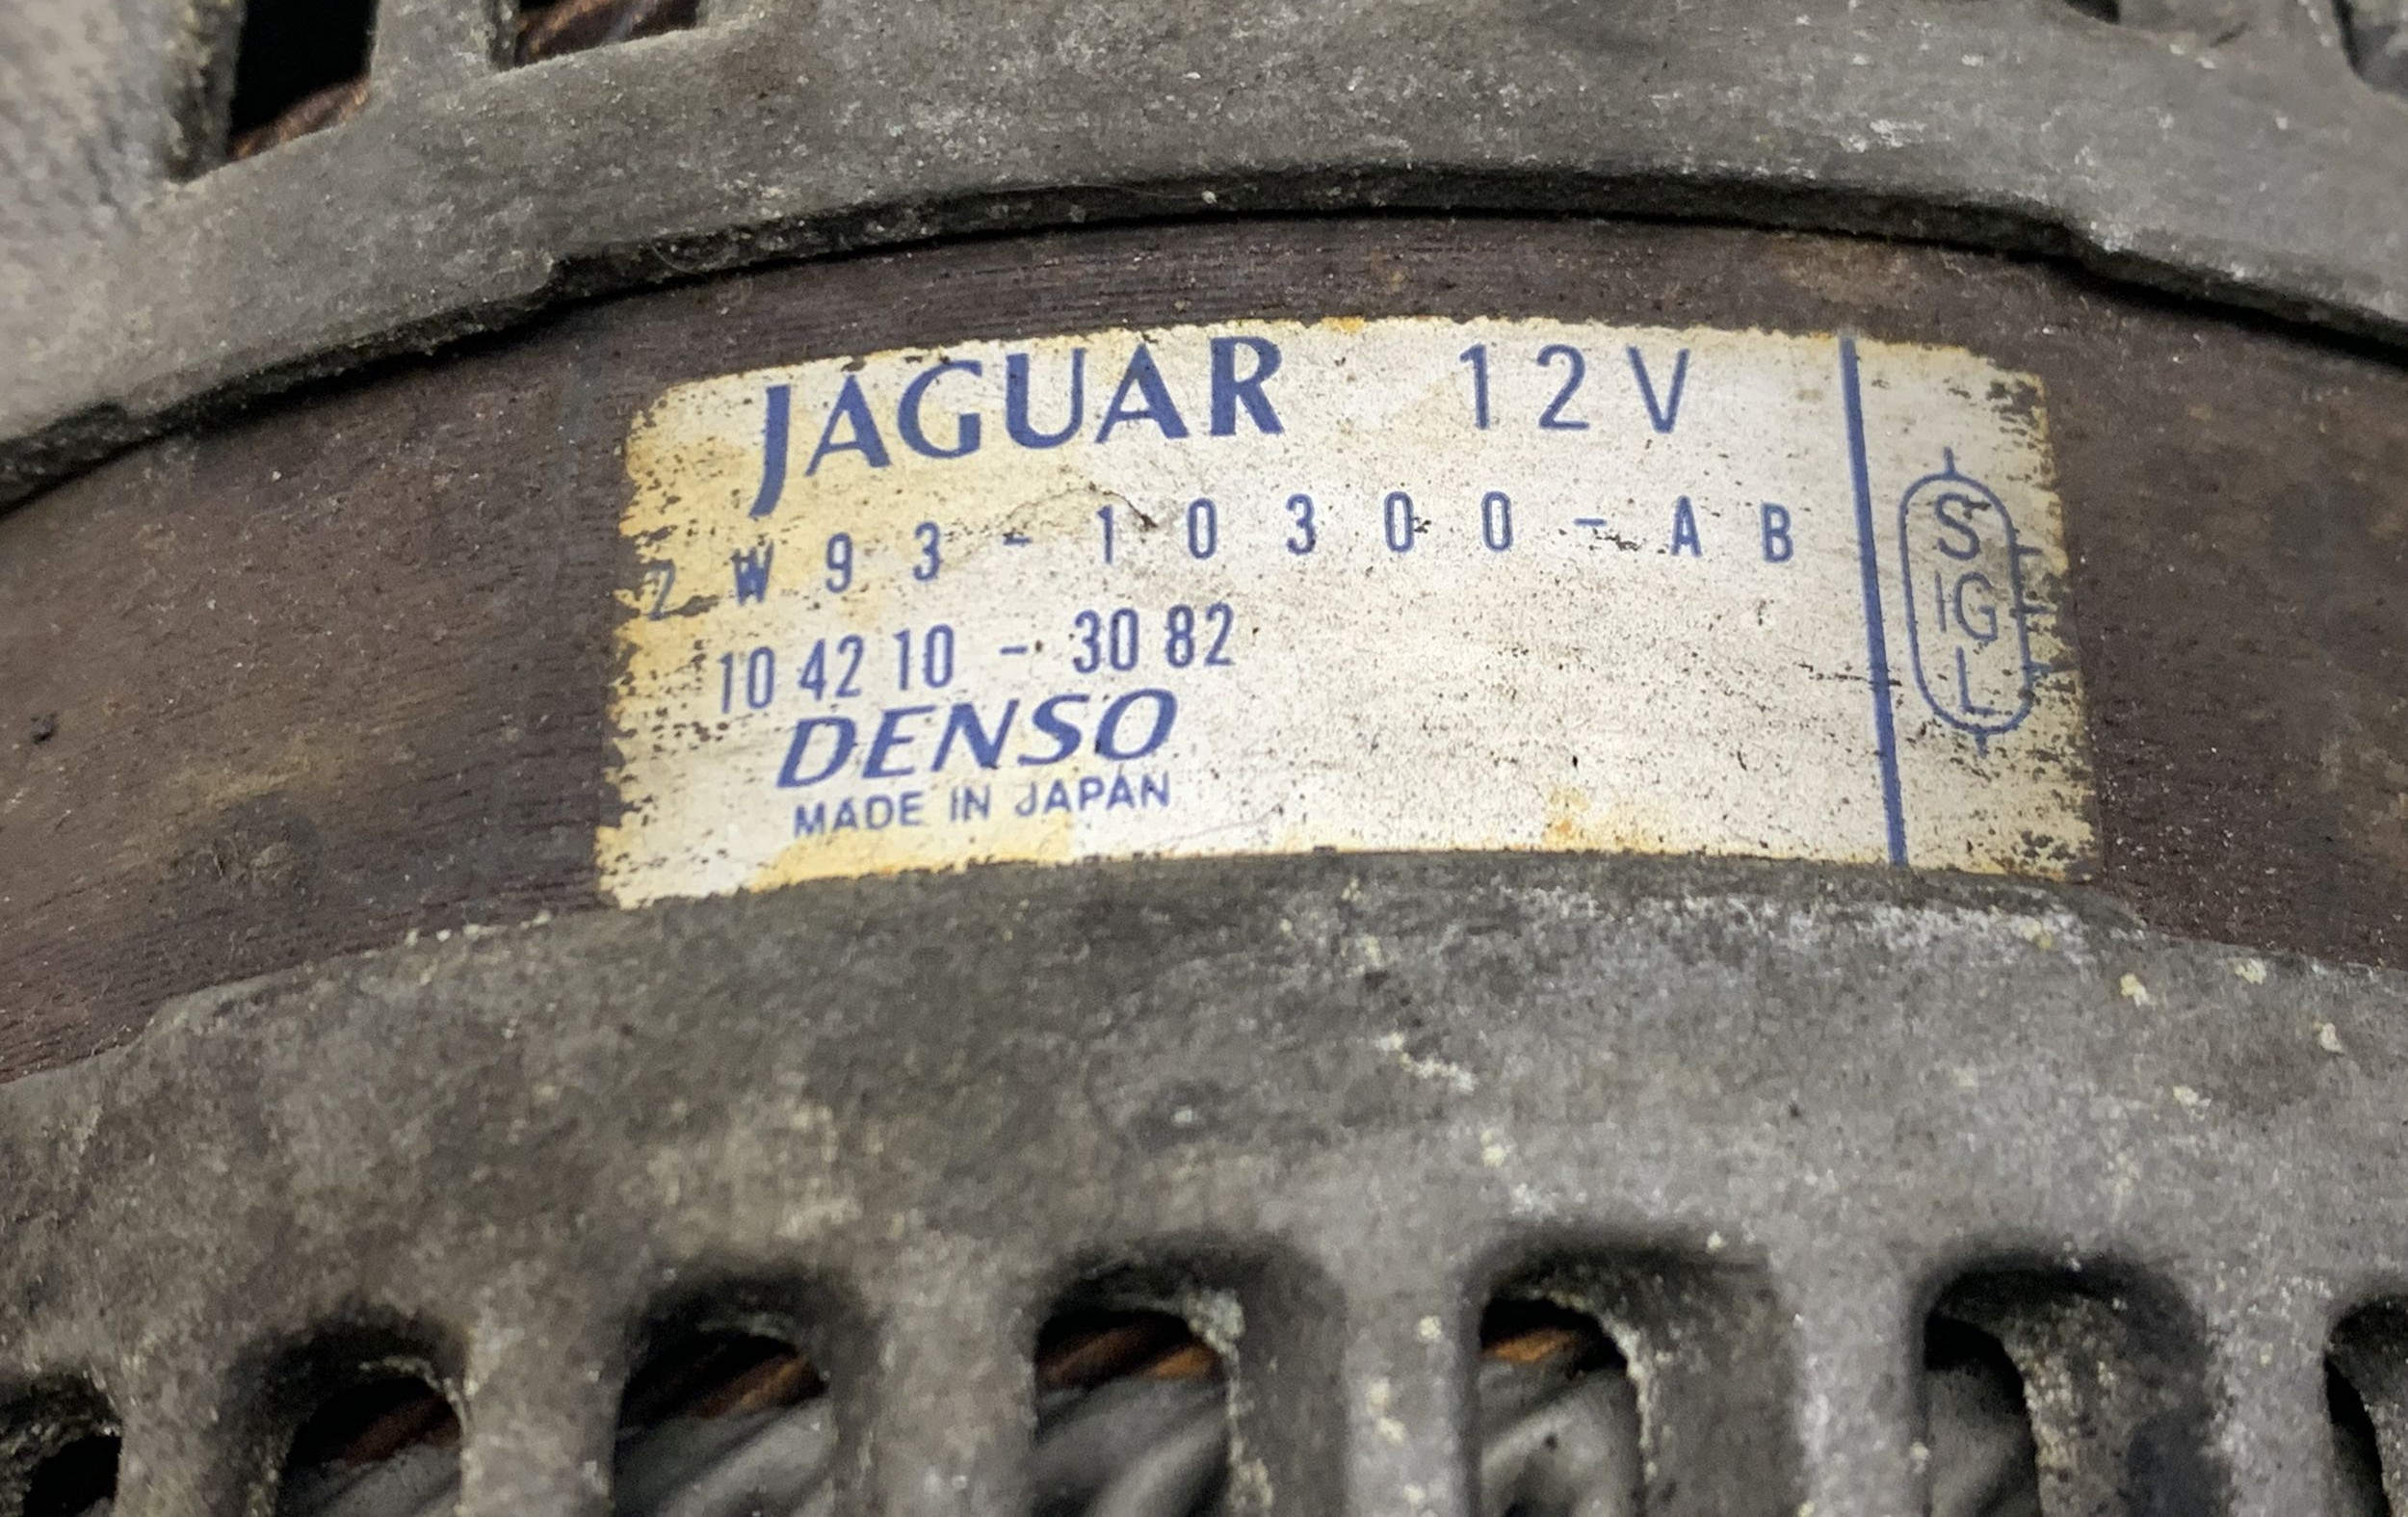 JAGUAR 12V
2W93-10300-AB
104210-3082
DENSO
MADE IN JAPAN
S
IG
L